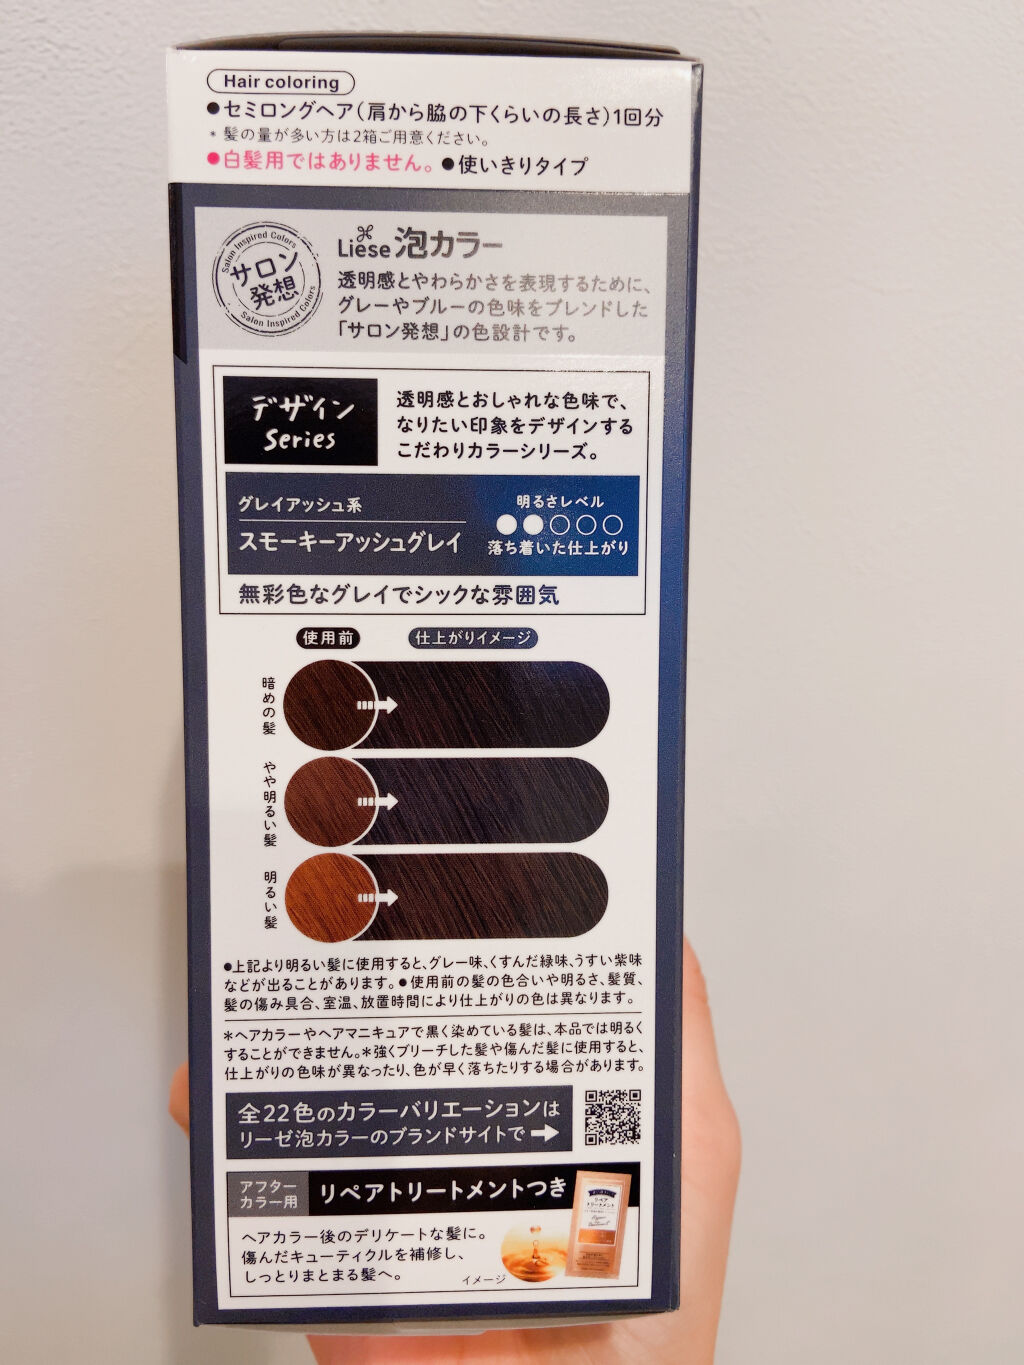 Hair coloring
●セミロングヘア(肩から脇の下くらいの長さ)1回分
* 髪の量が多い方は2箱ご用意ください。
●白髪用ではありません。●使いきりタイプ
Salon Inspired Colors
サロン
発想
Salon Inspired Colors
Liese 泡カラー
透明感とやわらかさを表現するために、
グレーやブルーの色味をブレンドした
「サロン発想」の色設計です。
デザイン
Series
透明感とおしゃれな色味で、
なりたい印象をデザインする
こだわりカラーシリーズ。
グレイアッシュ系
スモーキーアッシュグレイ
明るさレベル
●●○○○
落ち着いた仕上がり
無彩色なグレイでシックな雰囲気
使用前 仕上がりイメージ
暗めの髪
やや明るい髪
明るい髪
●上記より明るい髪に使用すると、グレー味、くすんだ緑味、うすい紫味
などが出ることがあります。●使用前の髪の色合いや明るさ、髪質、
髪の傷み具合、室温、放置時間により仕上がりの色は異なります。
＊ヘアカラーやヘアマニキュアで黒く染めている髪は、本品では明るく
することができません。＊強くブリーチした髪や傷んだ髪に使用すると、
仕上がりの色味が異なったり、色が早く落ちたりする場合があります。
全22色のカラーバリエーションは
リーゼ泡カラーのブランドサイトで
アフター
カラー用
リペアトリートメントつき
ヘアカラー後のデリケートな髪に。
傷んだキューティクルを補修し、
しっとりまとまる髪へ。
イメージ
リペア
トリートメント